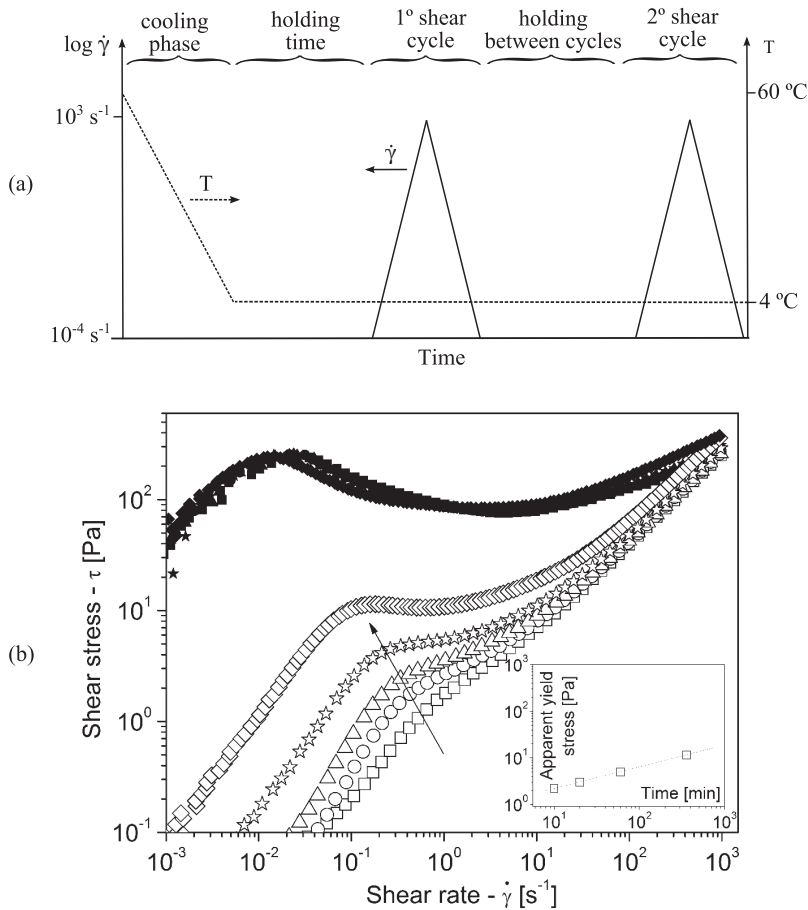 cooling phase
holding time
1º shear cycle
holding between cycles
2º shear cycle
log γ̇
T
60 ºC
10³ s⁻¹
(a)
γ̇
T
4 ºC
10⁻⁴ s⁻¹
Time
(b)
Shear stress - τ [Pa]
10²
10¹
10⁰
10⁻¹
10⁻³ 10⁻² 10⁻¹ 10⁰ 10¹ 10² 10³
Shear rate - γ̇ [s⁻¹]
Apparent yield
stress [Pa]
10³
10²
10¹
10⁰
Time [min]
10¹ 10² 10³